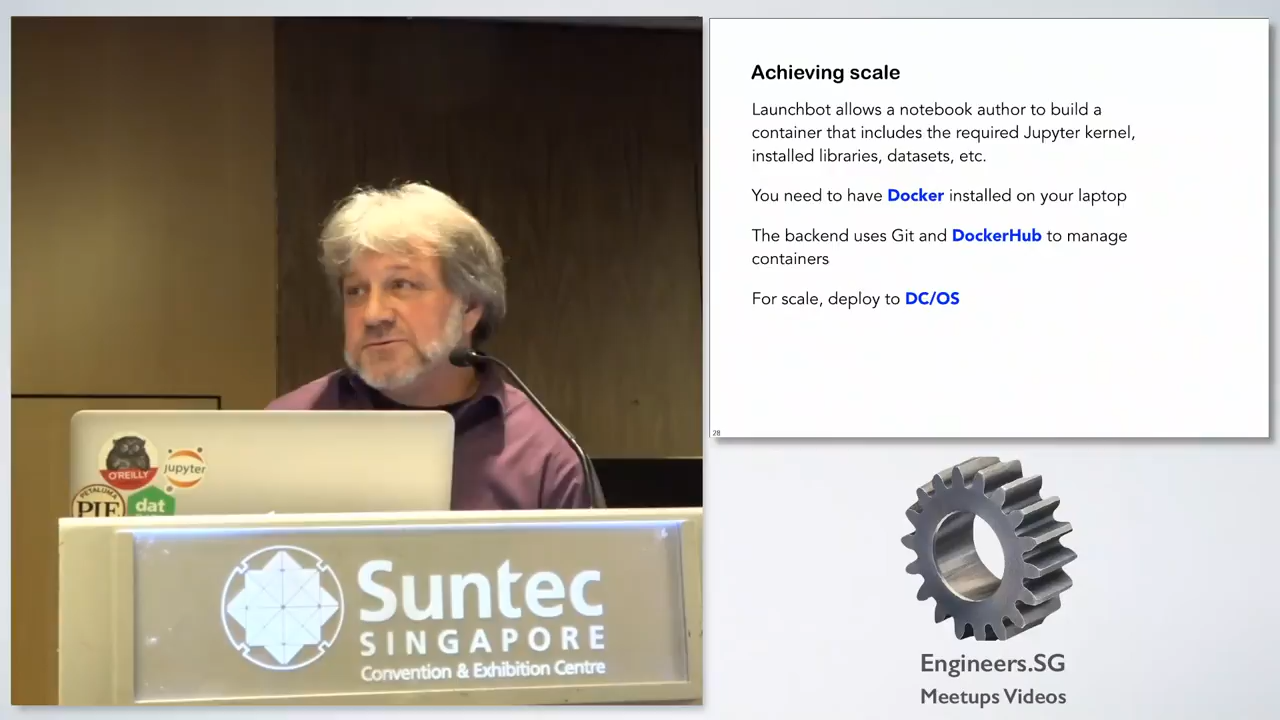 Achieving scale
Launchbot allows a notebook author to build a
container that includes the required Jupyter kernel,
installed libraries, datasets, etc.
You need to have Docker installed on your laptop
The backend uses Git and DockerHub to manage
containers
For scale, deploy to DC/OS
28
O'REILLY
jupyter
PETALUMA
PIE
dat
Suntec
SINGAPORE
Convention & Exhibition Centre
Engineers.SG
Meetups Videos